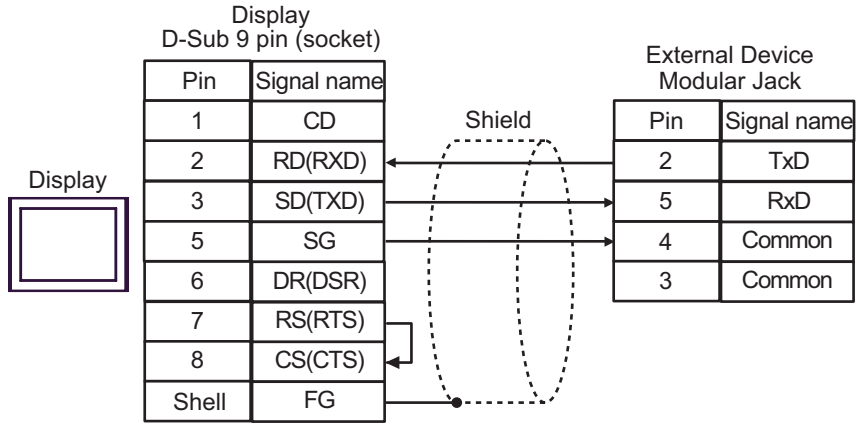 Display
D-Sub 9 pin (socket)
Pin Signal name
1 CD
2 RD(RXD)
3 SD(TXD)
5 SG
6 DR(DSR)
7 RS(RTS)
8 CS(CTS)
Shell FG
Display
Shield
External Device
Modular Jack
Pin Signal name
2 TxD
5 RxD
4 Common
3 Common